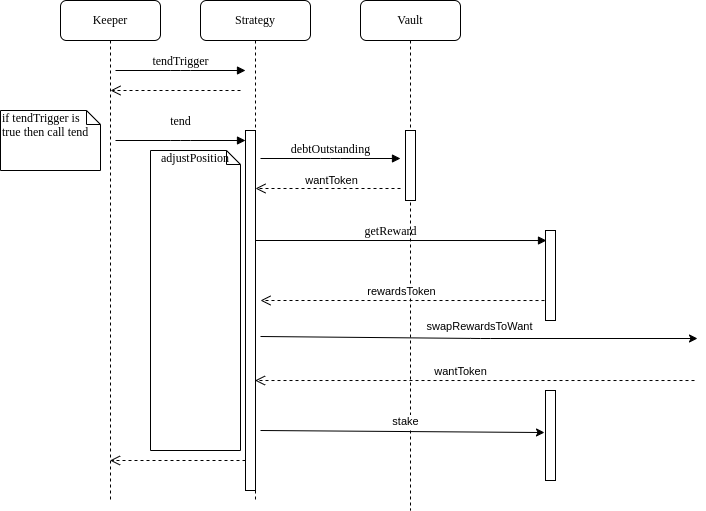 Keeper
Strategy
Vault
tendTrigger
if tendTrigger is
true then call tend
tend
adjustPosition
debtOutstanding
wantToken
getReward
rewardsToken
swapRewardsToWant
wantToken
stake